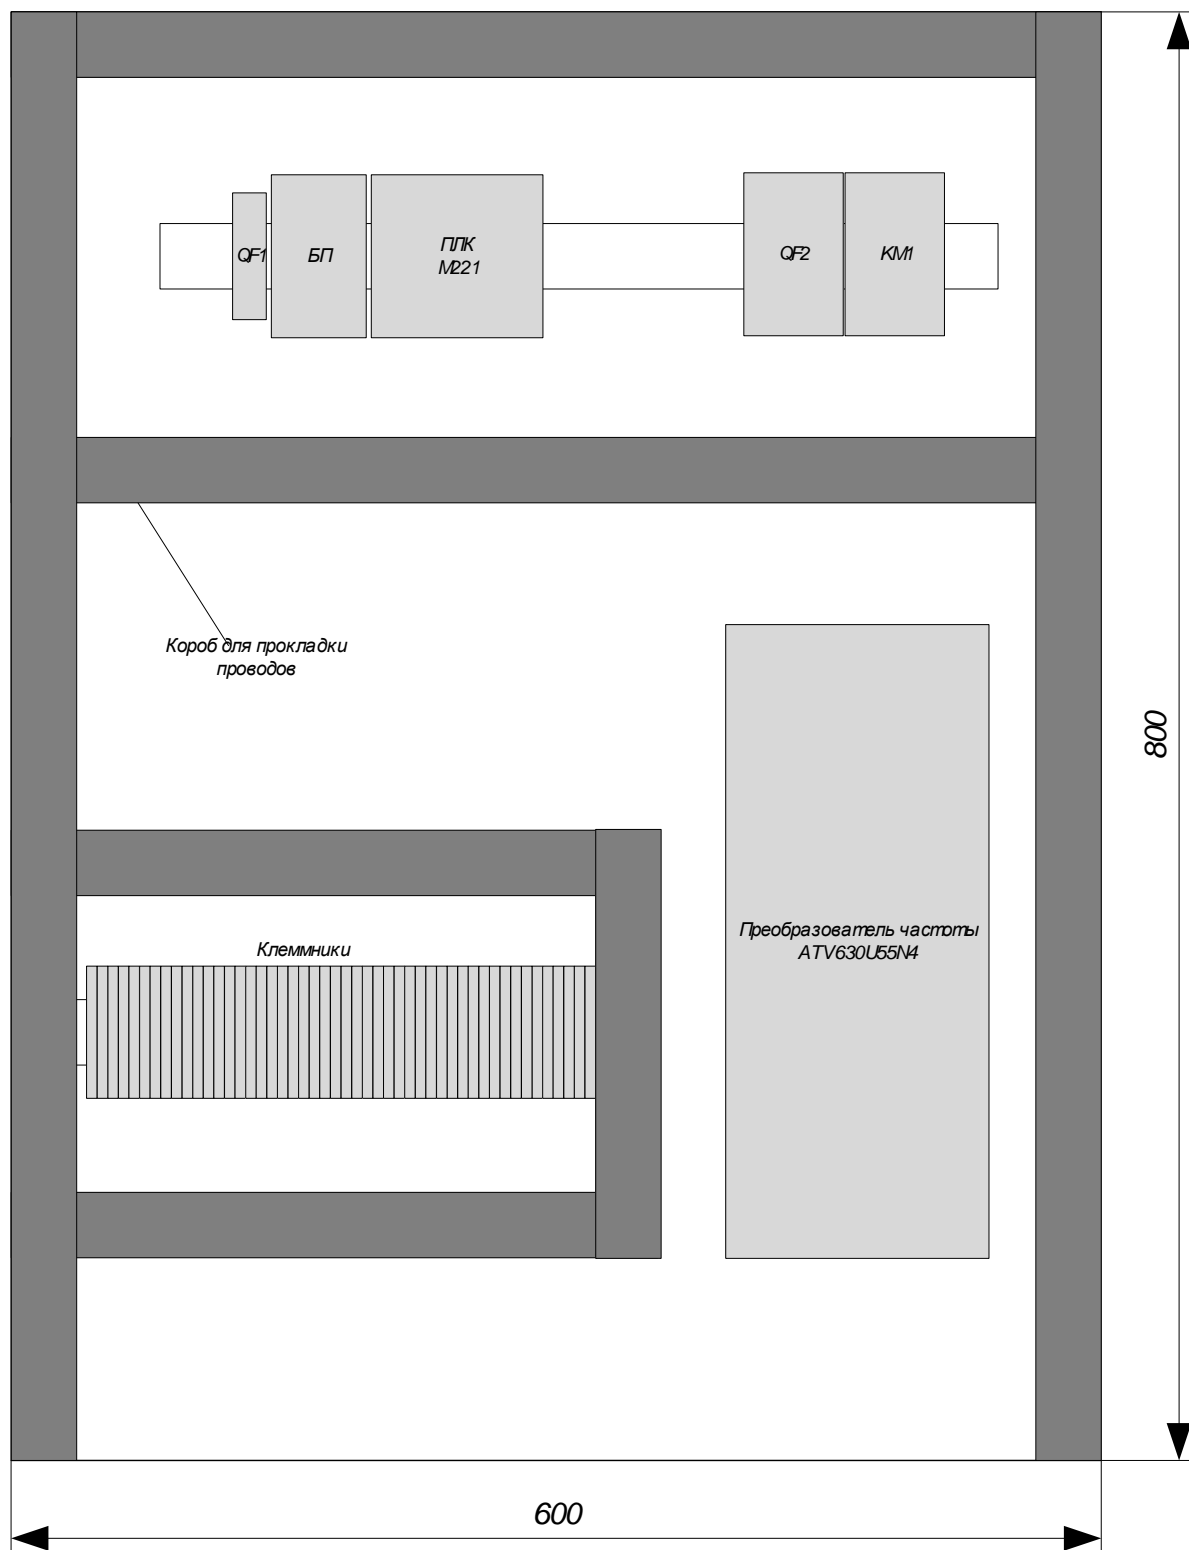 QF1
БП
ПЛК
M221
QF2
KM1
Короб для прокладки
проводов
800
Клеммники
Преобразователь частоты
ATV630U55N4
600